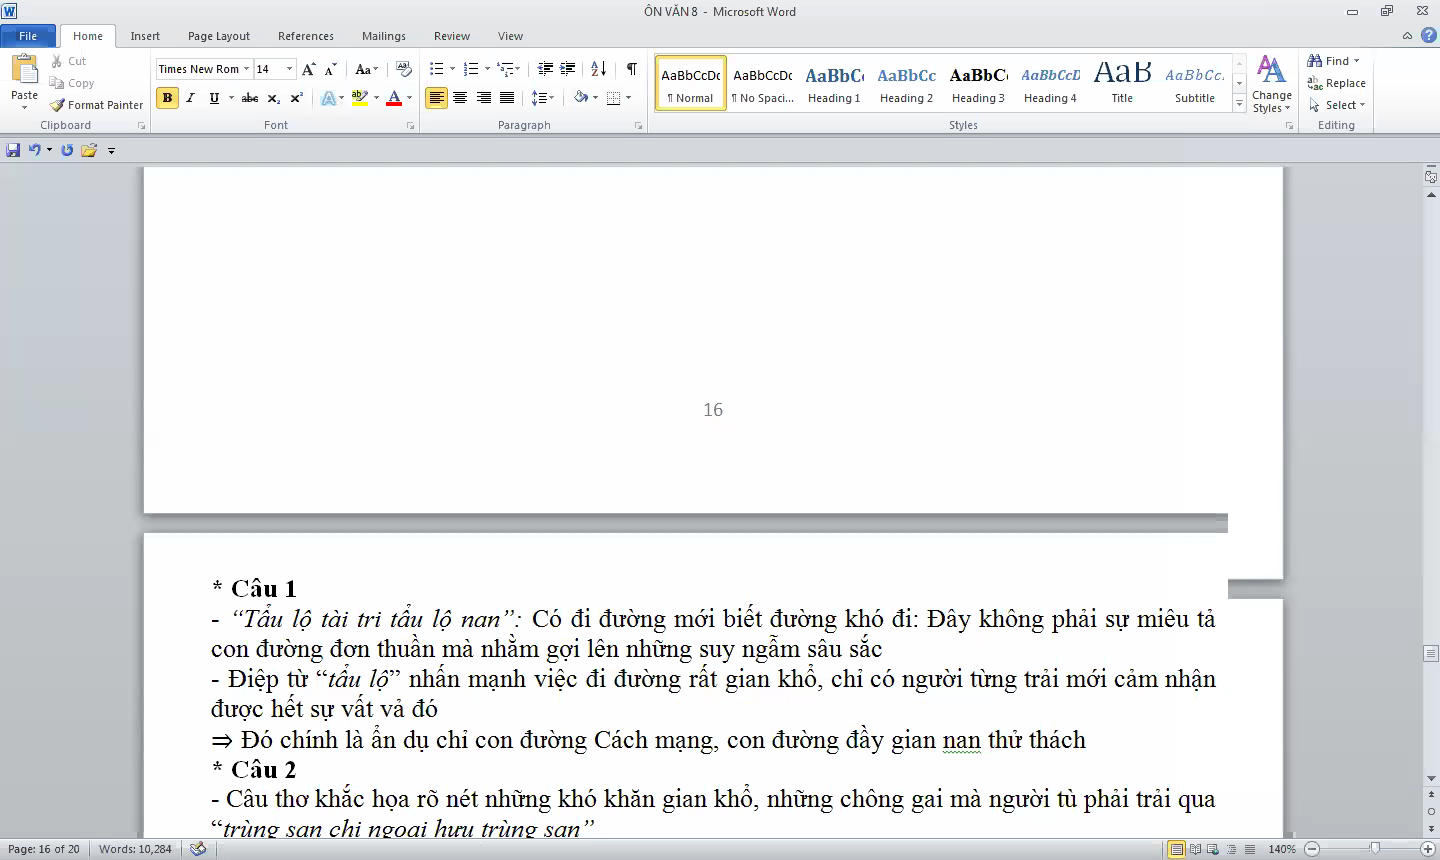 ÔN VĂN 8 - Microsoft Word
File Home Insert Page Layout References Mailings Review View
Paste Cut Copy Format Painter Clipboard
Times New Rom 14 Font
Paragraph
AaBbCcDc ¶ Normal
AaBbCcDc ¶ No Spaci...
AaBbCc Heading 1
AaBbCc Heading 2
AaBbC Heading 3
AaBbCcD Heading 4
AaB Title
AaBbCc. Subtitle
Change Styles
Styles
Find
Replace
Select
Editing
16
* Câu 1
- “Tẩu lộ tài tri tẩu lộ nan”: Có đi đường mới biết đường khó đi: Đây không phải sự miêu tả
con đường đơn thuần mà nhằm gợi lên những suy ngẫm sâu sắc
- Điệp từ “tẩu lộ” nhấn mạnh việc đi đường rất gian khổ, chỉ có người từng trải mới cảm nhận
được hết sự vất vả đó
⇒ Đó chính là ẩn dụ chỉ con đường Cách mạng, con đường đầy gian nan thử thách
* Câu 2
- Câu thơ khắc họa rõ nét những khó khăn gian khổ, những chông gai mà người tù phải trải qua
“trùng san chi ngoại hựu trùng san”
Page: 16 of 20 Words: 10,284 140%